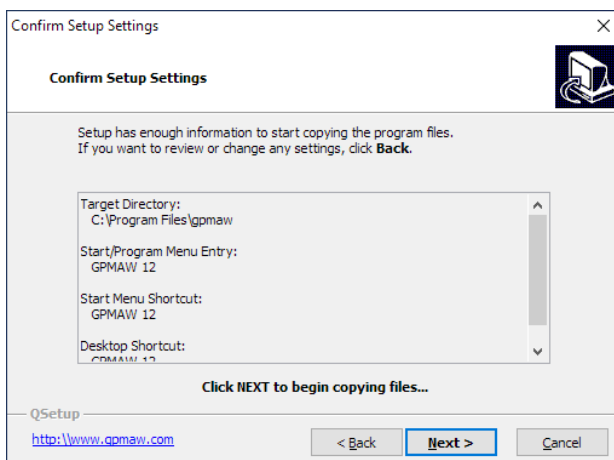 Confirm Setup Settings
Confirm Setup Settings
Setup has enough information to start copying the program files.
If you want to review or change any settings, click Back.
Target Directory:
C:\Program Files\gpmaw
Start/Program Menu Entry:
GPMAW 12
Start Menu Shortcut:
GPMAW 12
Desktop Shortcut:
GPMAW 12
Click NEXT to begin copying files...
QSetup
http:\\www.gpmaw.com
< Back
Next >
Cancel